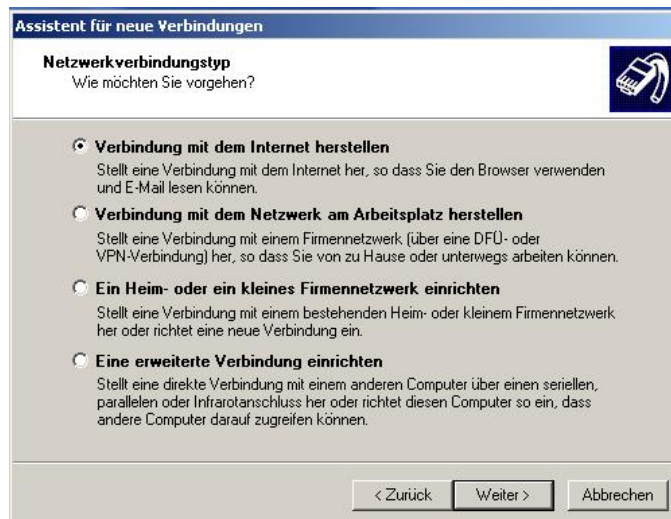 Assistent für neue Verbindungen
Netzwerkverbindungstyp
Wie möchten Sie vorgehen?
Verbindung mit dem Internet herstellen
Stellt eine Verbindung mit dem Internet her, so dass Sie den Browser verwenden
und E-Mail lesen können.
Verbindung mit dem Netzwerk am Arbeitsplatz herstellen
Stellt eine Verbindung mit einem Firmennetzwerk (über eine DFÜ- oder
VPN-Verbindung) her, so dass Sie von zu Hause oder unterwegs arbeiten können.
Ein Heim- oder ein kleines Firmennetzwerk einrichten
Stellt eine Verbindung mit einem bestehenden Heim- oder kleinem Firmennetzwerk
her oder richtet eine neue Verbindung ein.
Eine erweiterte Verbindung einrichten
Stellt eine direkte Verbindung mit einem anderen Computer über einen seriellen,
parallelen oder Infrarotanschluss her oder richtet diesen Computer so ein, dass
andere Computer darauf zugreifen können.
< Zurück Weiter > Abbrechen